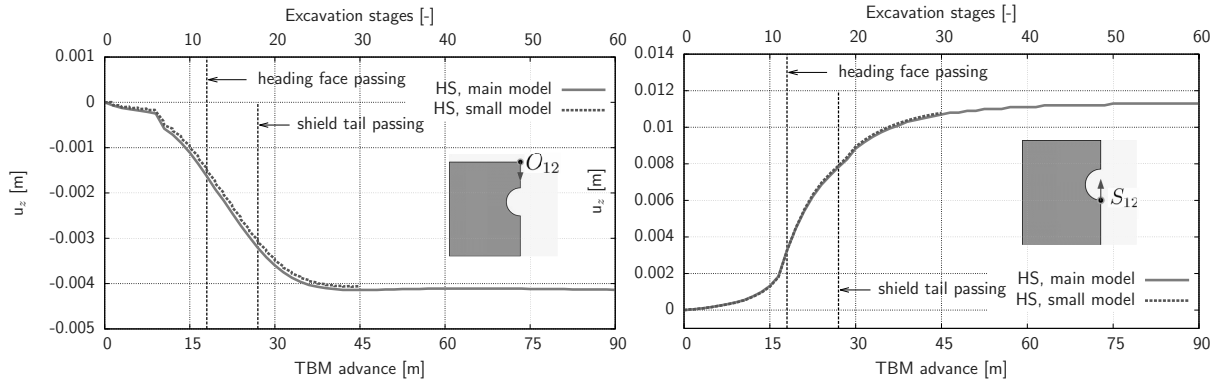 Excavation stages [-]
0 10 20 30 40 50 60
0.001
0
-0.001
-0.002
-0.003
-0.004
-0.005
u_z [m]
heading face passing
HS, main model
HS, small model
shield tail passing
O_12
0 15 30 45 60 75 90
TBM advance [m]
Excavation stages [-]
0 10 20 30 40 50 60
0.014
0.012
0.01
0.008
0.006
0.004
0.002
0
u_z [m]
heading face passing
S_12
HS, main model
shield tail passing
HS, small model
0 15 30 45 60 75 90
TBM advance [m]